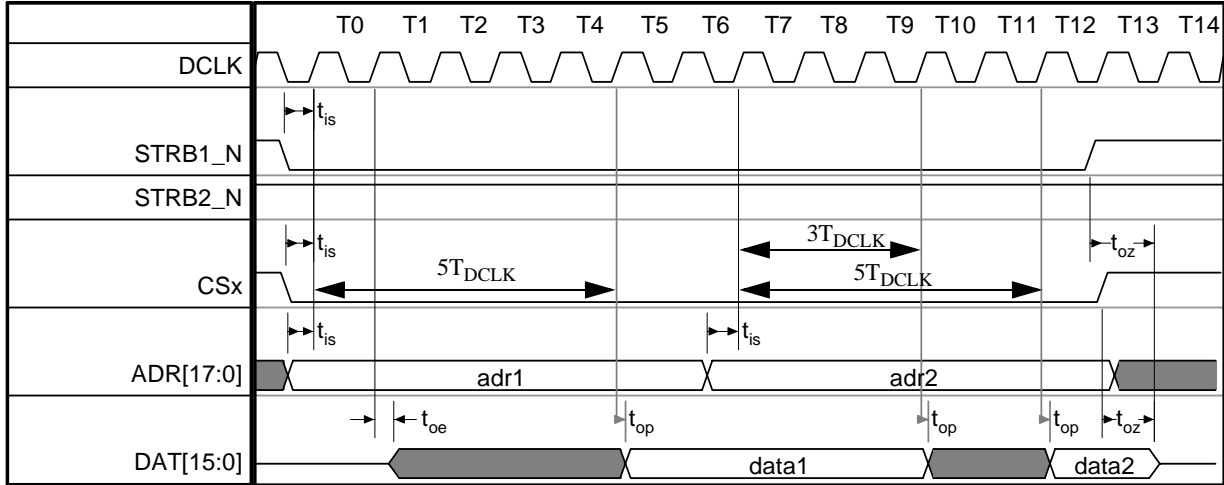 T0 T1 T2 T3 T4 T5 T6 T7 T8 T9 T10 T11 T12 T13 T14
DCLK
tis
STRB1_N
STRB2_N
tis
3TDCLK
toz
5TDCLK
5TDCLK
CSx
tis
tis
ADR[17:0]
adr1
adr2
toe
top
top
top
toz
DAT[15:0]
data1
data2